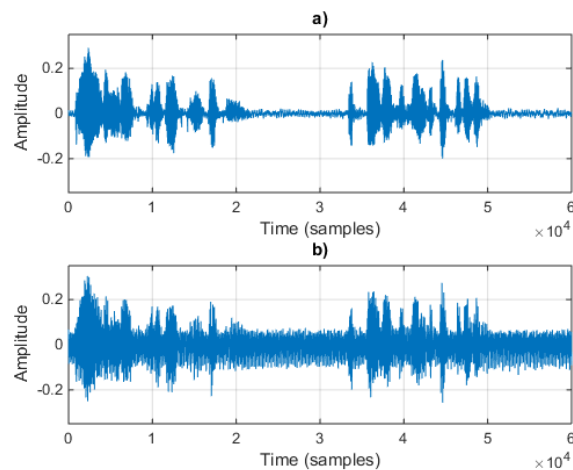 a)
Amplitude
0.2
0
-0.2
0 1 2 3 4 5 6
Time (samples)
× 10^4
b)
Amplitude
0.2
0
-0.2
0 1 2 3 4 5 6
Time (samples)
× 10^4